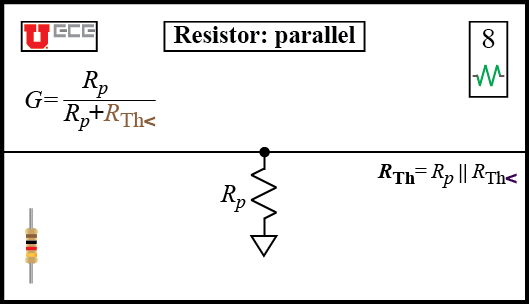 U ECE
Resistor: parallel
8
G= Rp
Rp+RTh<
RTh= Rp || RTh<
Rp